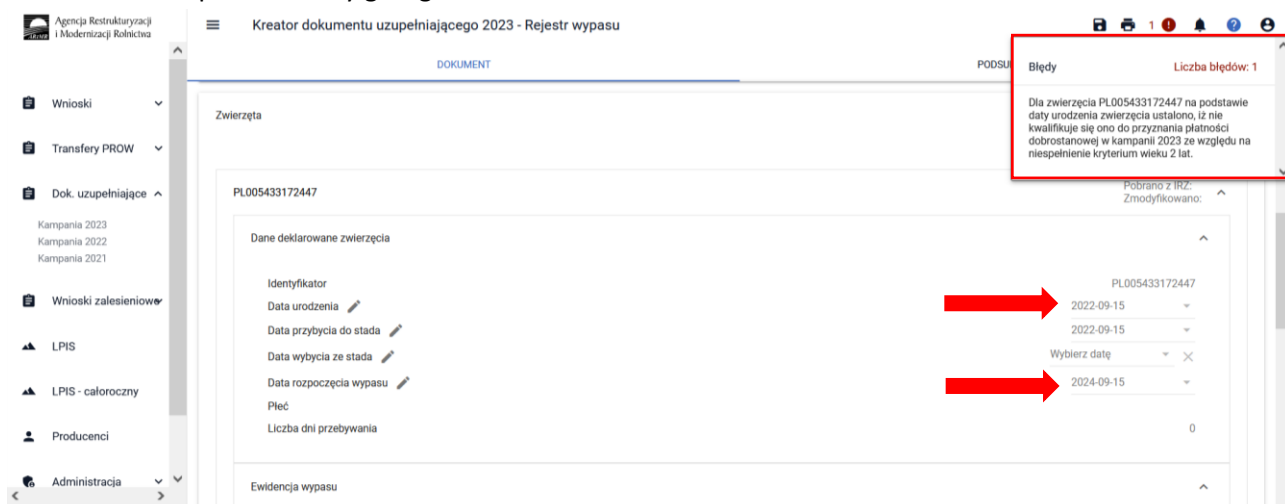 Agencja Restrukturyzacji
i Modernizacji Rolnictwa
Kreator dokumentu uzupełniającego 2023 - Rejestr wypasu
1
DOKUMENT
Błędy
Liczba błędów: 1
Dla zwierzęcia PL005433172447 na podstawie
daty urodzenia zwierzęcia ustalono, iż nie
kwalifikuje się ono do przyznania płatności
dobrostanowej w kampanii 2023 ze względu na
niespełnienie kryterium wieku 2 lat.
Wnioski
Transfery PROW
Dok. uzupełniające
Kampania 2023
Kampania 2022
Kampania 2021
Wnioski zalesieniowe
LPIS
LPIS - całoroczny
Producenci
Administracja
Zwierzęta
PL005433172447
Pobrano z IRZ:
Zmodyfikowano:
Dane deklarowane zwierzęcia
Identyfikator PL005433172447
Data urodzenia 2022-09-15
Data przybycia do stada 2022-09-15
Data wybycia ze stada Wybierz datę
Data rozpoczęcia wypasu 2024-09-15
Płeć
Liczba dni przebywania 0
Ewidencja wypasu